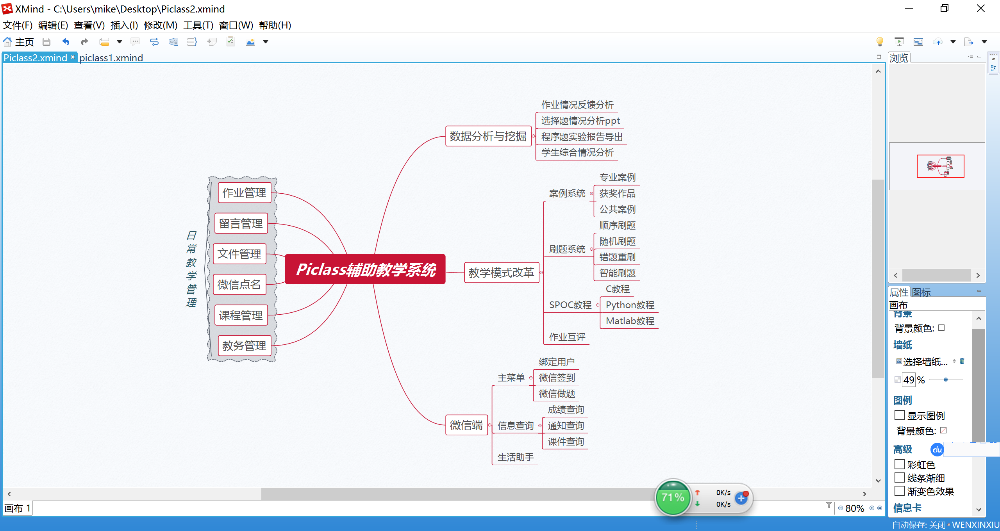 XMind - C:\Users\mike\Desktop\Piclass2.xmind
文件(F) 编辑(E) 查看(V) 插入(I) 修改(M) 工具(T) 窗口(W) 帮助(H)
主页
Piclass2.xmind
piclass1.xmind
日常教学管理
作业管理
留言管理
文件管理
微信点名
课程管理
教务管理
Piclass辅助教学系统
数据分析与挖掘
作业情况反馈分析
选择题情况分析ppt
程序题实验报告导出
学生综合情况分析
教学模式改革
案例系统
专业案例
获奖作品
公共案例
刷题系统
顺序刷题
随机刷题
错题重刷
智能刷题
SPOC教程
C教程
Python教程
Matlab教程
作业互评
微信端
主菜单
绑定用户
微信签到
微信做题
信息查询
成绩查询
通知查询
课件查询
生活助手
浏览
属性 图标
画布
背景
背景颜色:
墙纸
选择墙纸...
49 %
图例
显示图例
背景颜色:
高级
du
彩虹色
线条渐细
渐变色效果
信息卡
71%
0K/s
0K/s
画布 1
80%
自动保存: 关闭 WENXINXIU